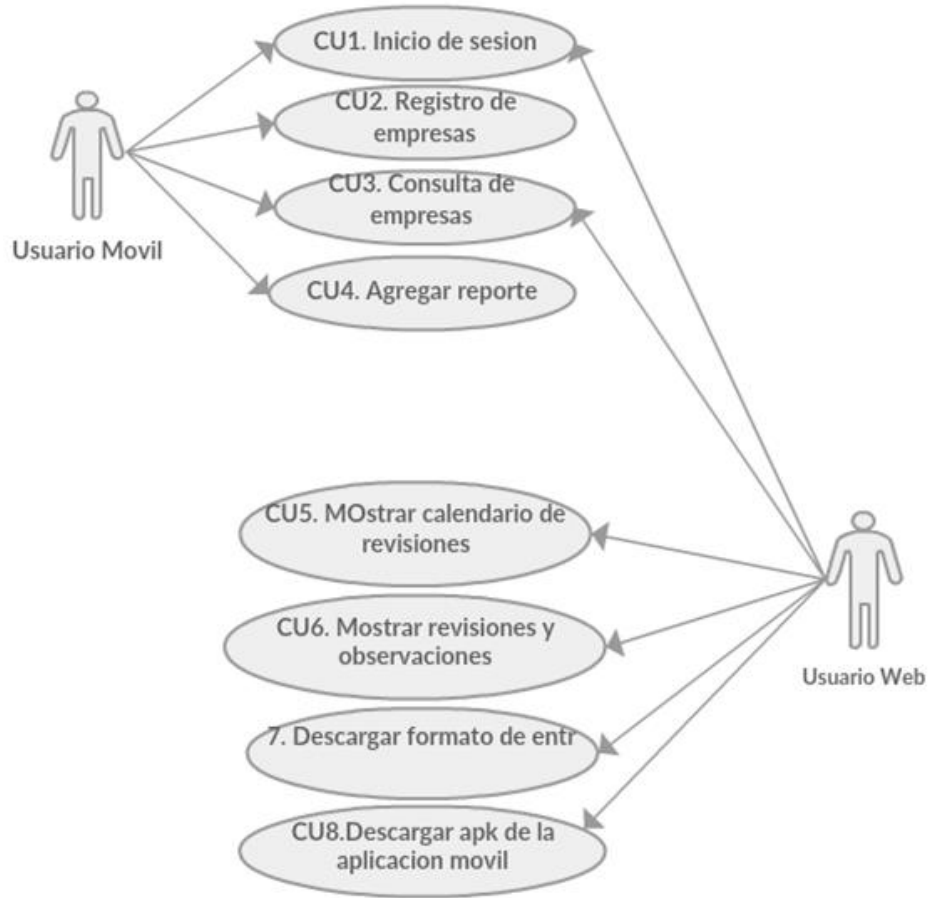 CU1. Inicio de sesion
CU2. Registro de
empresas
CU3. Consulta de
empresas
Usuario Movil
CU4. Agregar reporte
CU5. MOstrar calendario de
revisiones
CU6. Mostrar revisiones y
observaciones
Usuario Web
7. Descargar formato de entr
CU8.Descargar apk de la
aplicacion movil